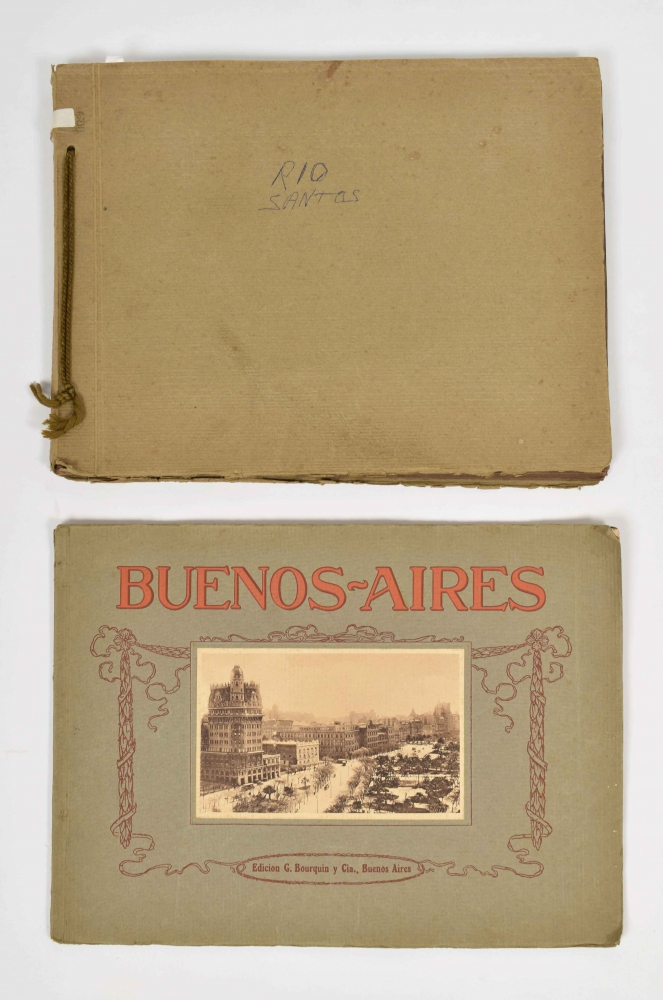 RIO
SANTOS
BUENOS~AIRES
Edicion G. Bourquin y Cia., Buenos Aires